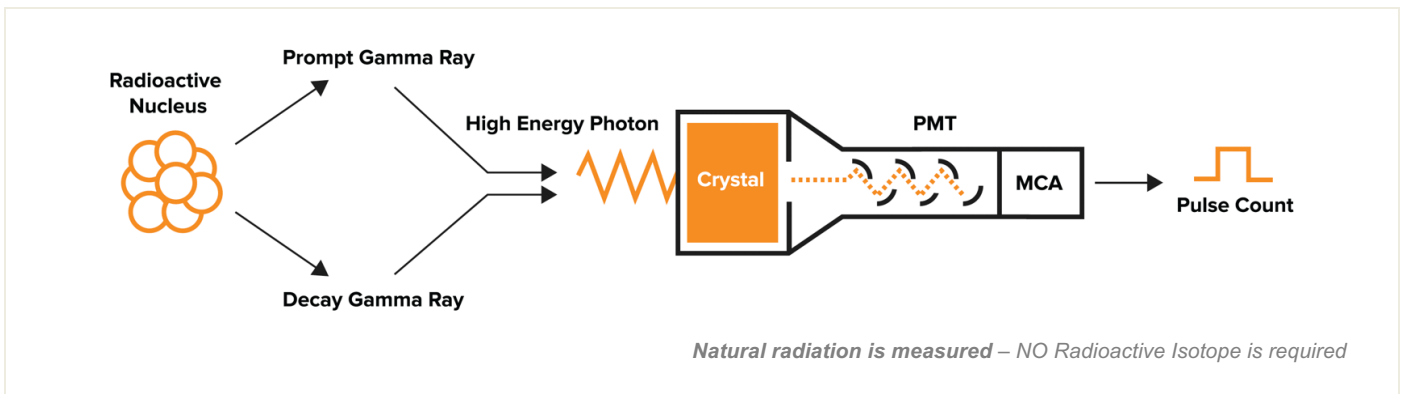 Prompt Gamma Ray
Radioactive
Nucleus
High Energy Photon
PMT
Crystal
MCA
Pulse Count
Decay Gamma Ray
Natural radiation is measured – NO Radioactive Isotope is required